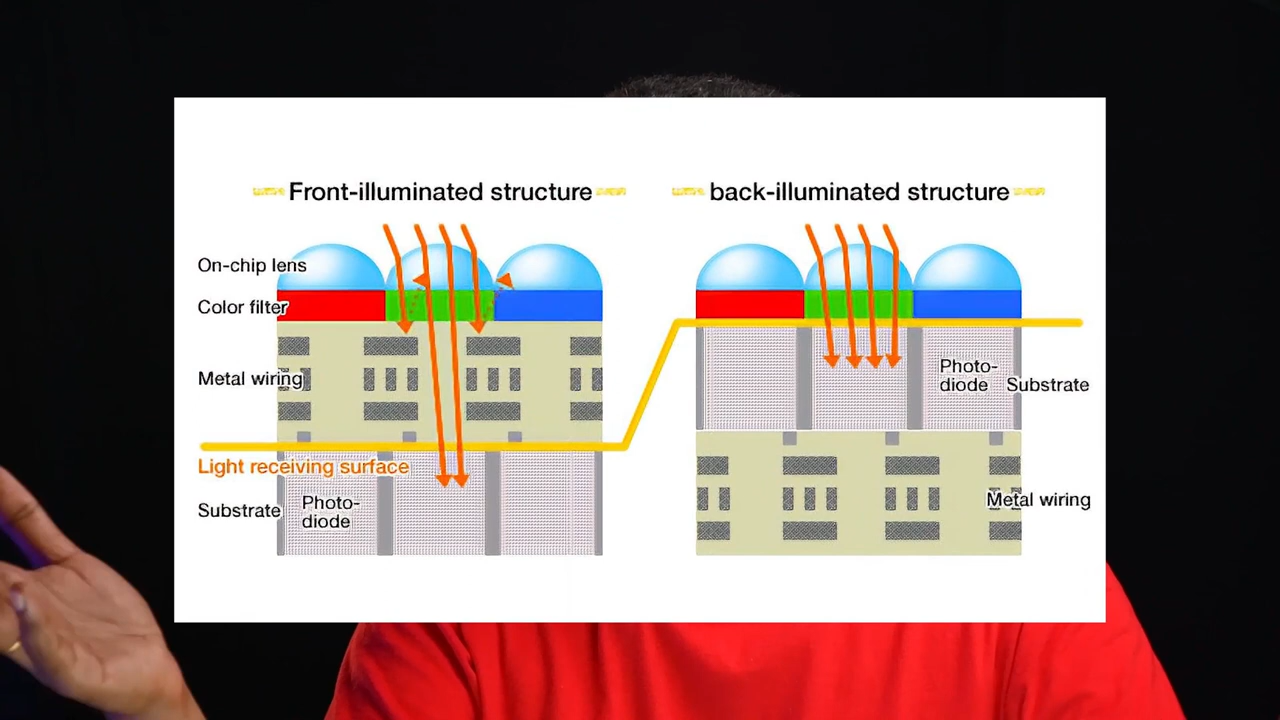 Front-illuminated structure
On-chip lens
Color filter
Metal wiring
Light receiving surface
Substrate
Photo-
diode
back-illuminated structure
Photo-
diode
Substrate
Metal wiring